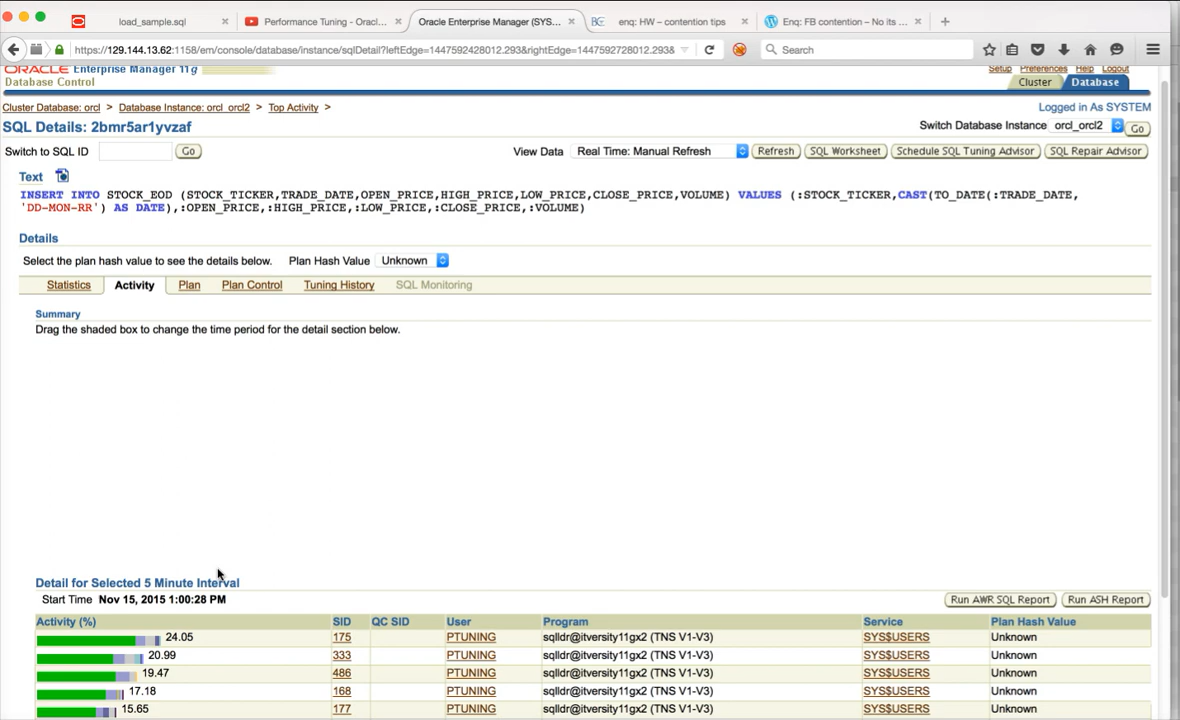 load_sample.sql
Performance Tuning - Oracl...
Oracle Enterprise Manager (SYS...
enq: HW – contention tips
Enq: FB contention – No its ...
https://129.144.13.62:1158/em/console/database/instance/sqlDetail?leftEdge=1447592428012.293&rightEdge=1447592728012.293&
Search
ORACLE Enterprise Manager 11g
Setup Preferences Help Logout
Database Control
Cluster Database
Cluster Database: orcl > Database Instance: orcl_orcl2 > Top Activity >
Logged in As SYSTEM
SQL Details: 2bmr5ar1yvzaf
Switch Database Instance orcl_orcl2 Go
Switch to SQL ID Go
View Data Real Time: Manual Refresh Refresh SQL Worksheet Schedule SQL Tuning Advisor SQL Repair Advisor
Text
INSERT INTO STOCK_EOD (STOCK_TICKER,TRADE_DATE,OPEN_PRICE,HIGH_PRICE,LOW_PRICE,CLOSE_PRICE,VOLUME) VALUES (:STOCK_TICKER,CAST(TO_DATE(:TRADE_DATE,
'DD-MON-RR') AS DATE),:OPEN_PRICE,:HIGH_PRICE,:LOW_PRICE,:CLOSE_PRICE,:VOLUME)
Details
Select the plan hash value to see the details below. Plan Hash Value Unknown
Statistics Activity Plan Plan Control Tuning History SQL Monitoring
Summary
Drag the shaded box to change the time period for the detail section below.
Detail for Selected 5 Minute Interval
Start Time Nov 15, 2015 1:00:28 PM
Run AWR SQL Report Run ASH Report
Activity (%) SID QC SID User Program Service Plan Hash Value
24.05 175 PTUNING sqlldr@itversity11gx2 (TNS V1-V3) SYS$USERS Unknown
20.99 333 PTUNING sqlldr@itversity11gx2 (TNS V1-V3) SYS$USERS Unknown
19.47 486 PTUNING sqlldr@itversity11gx2 (TNS V1-V3) SYS$USERS Unknown
17.18 168 PTUNING sqlldr@itversity11gx2 (TNS V1-V3) SYS$USERS Unknown
15.65 177 PTUNING sqlldr@itversity11gx2 (TNS V1-V3) SYS$USERS Unknown